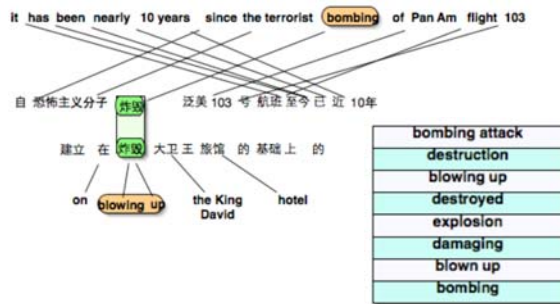 it has been nearly 10 years since the terrorist bombing of Pan Am flight 103
自 恐怖主义分子 炸毁 泛美 103 号 航班 至今 已 近 10年
建立 在 炸毁 大卫 王 旅馆 的 基础 上 的
on blowing up the King David hotel
bombing attack
destruction
blowing up
destroyed
explosion
damaging
blown up
bombing